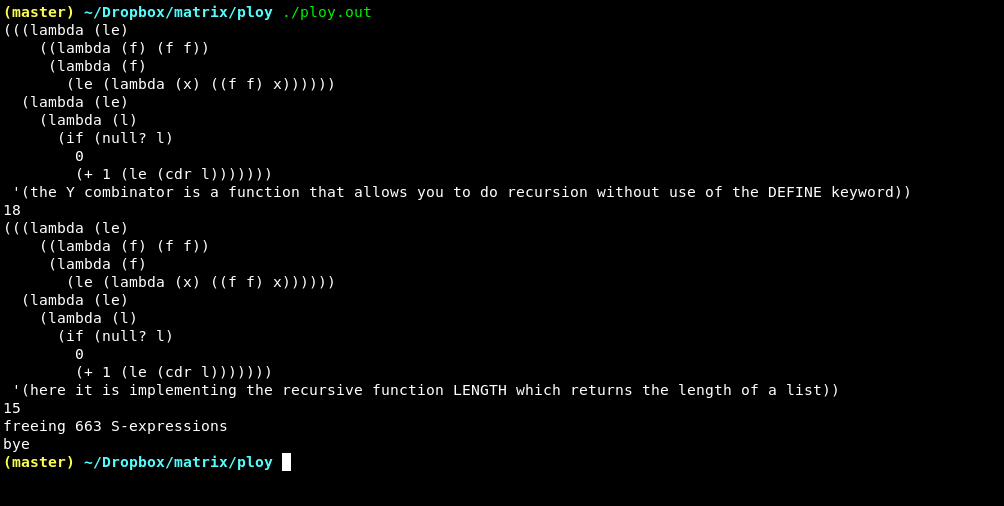 (master) ~/Dropbox/matrix/ploy ./ploy.out
(((lambda (le)
    ((lambda (f) (f f))
     (lambda (f)
       (le (lambda (x) ((f f) x))))))
  (lambda (le)
    (lambda (l)
      (if (null? l)
        0
        (+ 1 (le (cdr l)))))))
 '(the Y combinator is a function that allows you to do recursion without use of the DEFINE keyword))
18
(((lambda (le)
    ((lambda (f) (f f))
     (lambda (f)
       (le (lambda (x) ((f f) x))))))
  (lambda (le)
    (lambda (l)
      (if (null? l)
        0
        (+ 1 (le (cdr l)))))))
 '(here it is implementing the recursive function LENGTH which returns the length of a list))
15
freeing 663 S-expressions
bye
(master) ~/Dropbox/matrix/ploy